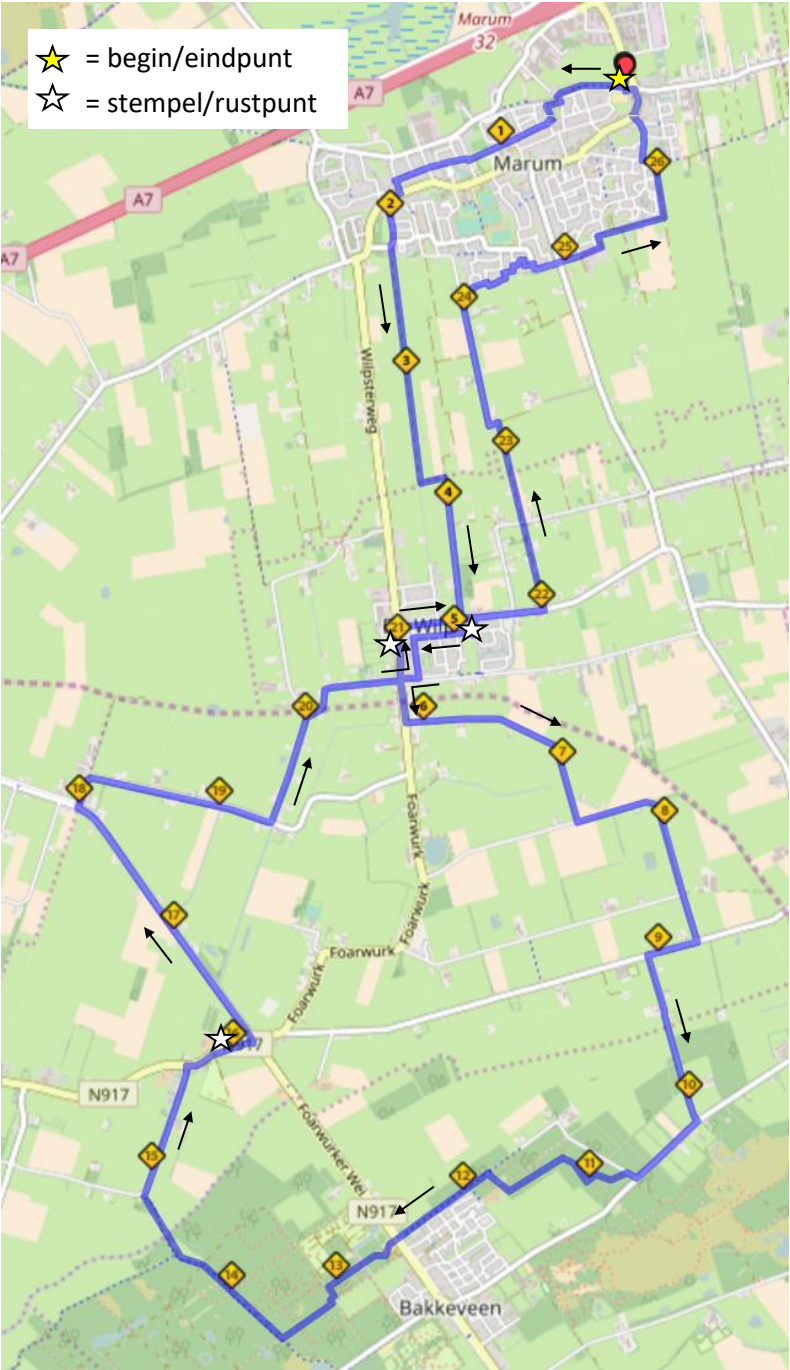 Marum
32
= begin/eindpunt
= stempel/rustpunt
A7
1
Marum
26
A7
2
25
A7
24
3
Wilpsterweg
23
4
22
5
21
20
6
7
18
19
8
Foarwurk
17
9
Foarwurk
Foarwurk
Foarwurk
N917
10
Foarwurker Wei
15
11
12
N917
13
14
Bakkeveen